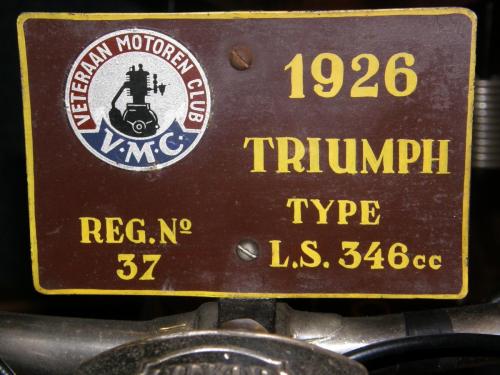 VETERAAN MOTOREN CLUB
V·M·C·
REG.Nº
37
1926
TRIUMPH
TYPE
L.S. 346cc